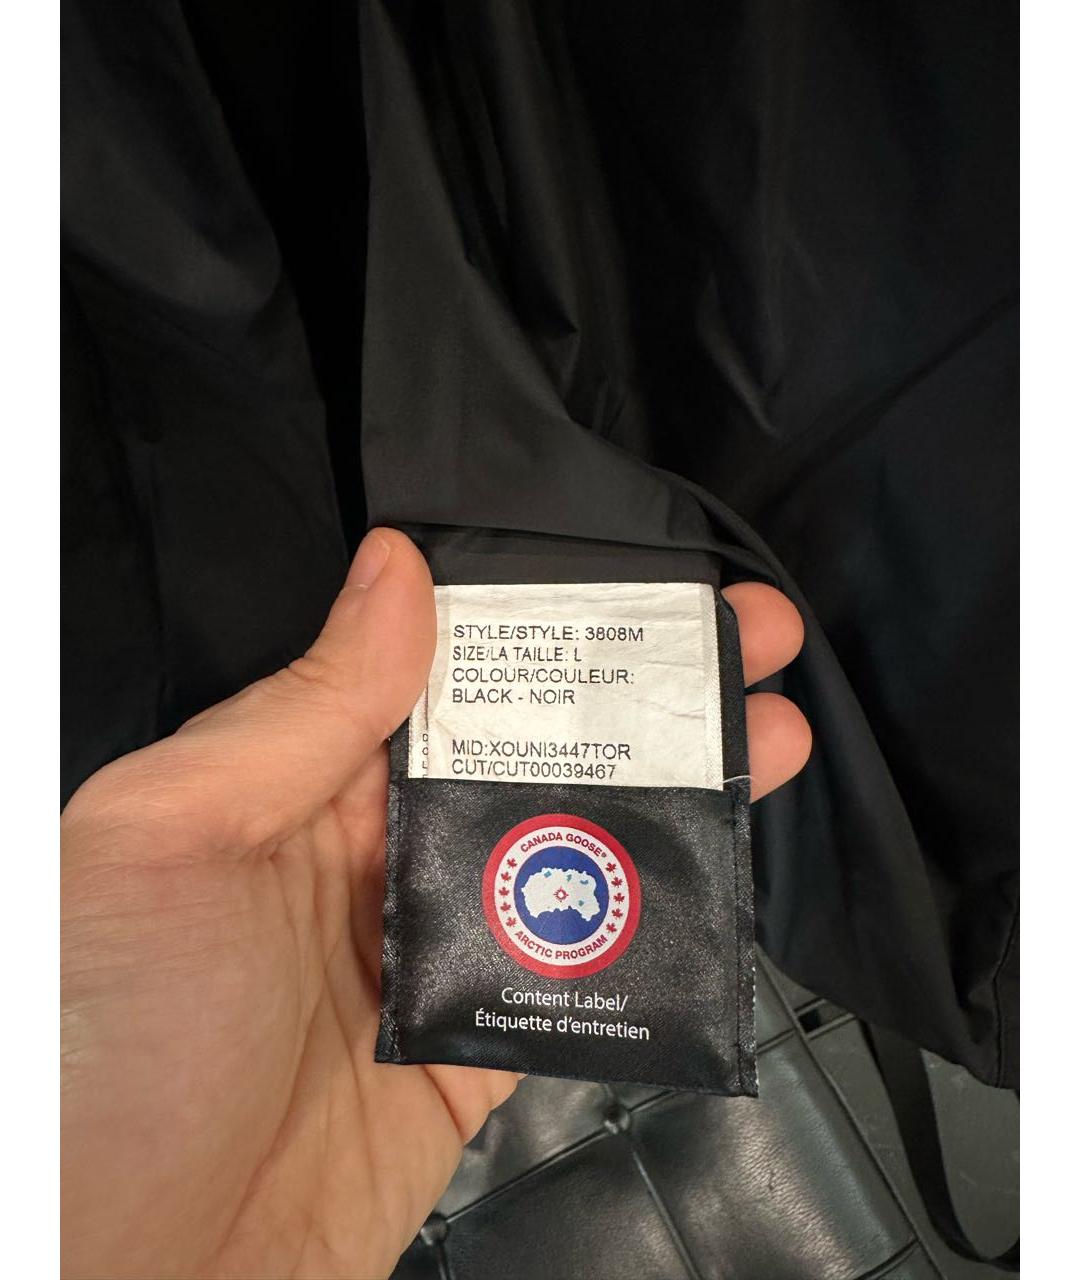 STYLE/STYLE: 3808M
SIZE/LA TAILLE: L
COLOUR/COULEUR:
BLACK - NOIR
MID:XOUNI3447TOR
CUT/CUT00039467
CANADA GOOSE®
ARCTIC PROGRAM
Content Label/
Étiquette d'entretien